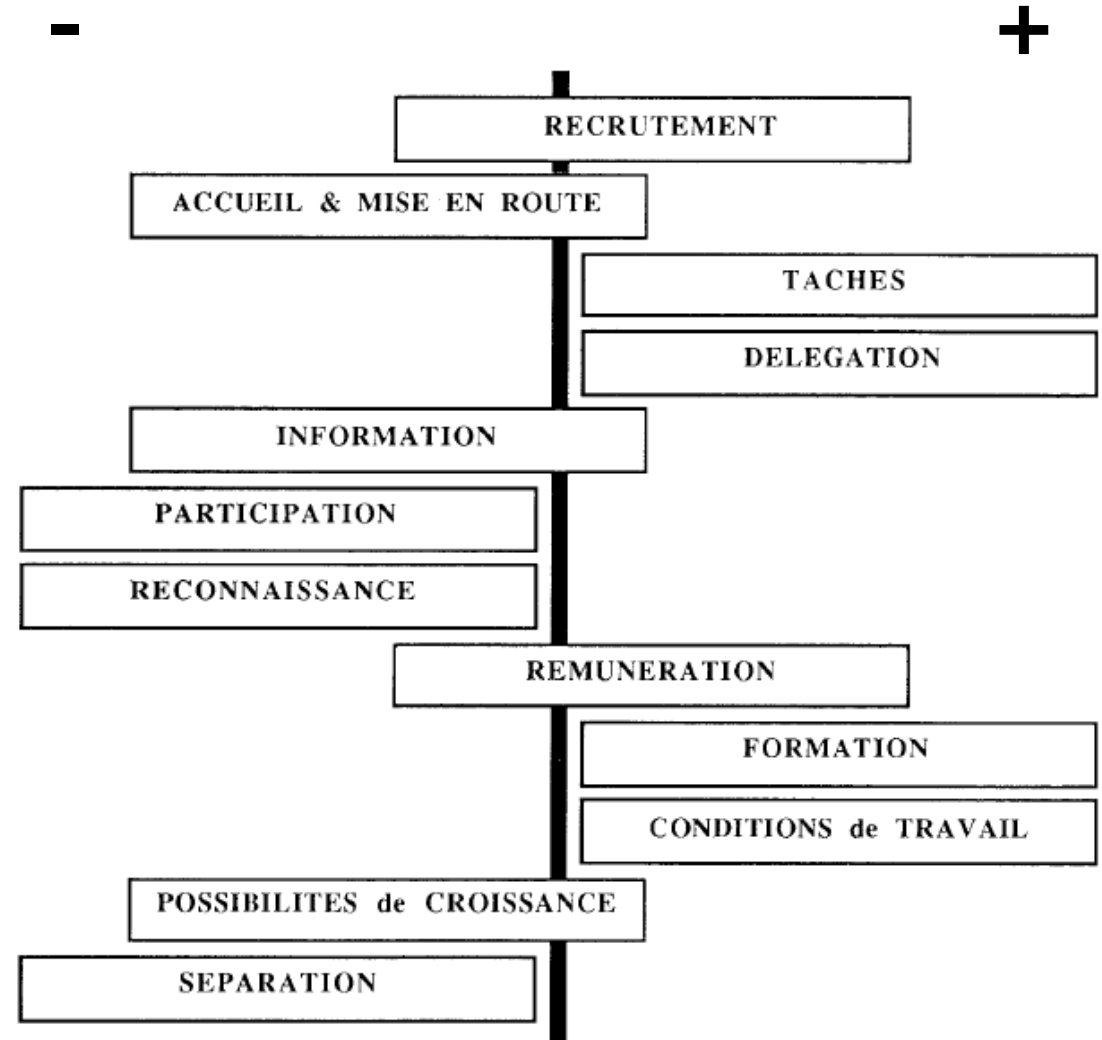 - +
RECRUTEMENT
ACCUEIL & MISE EN ROUTE
TACHES
DELEGATION
INFORMATION
PARTICIPATION
RECONNAISSANCE
REMUNERATION
FORMATION
CONDITIONS de TRAVAIL
POSSIBILITES de CROISSANCE
SEPARATION